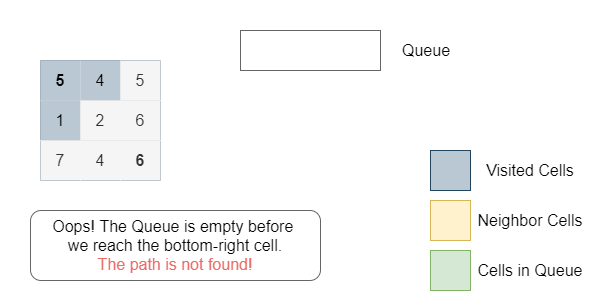 Queue
5 4 5
1 2 6
7 4 6
Visited Cells
Neighbor Cells
Cells in Queue
Oops! The Queue is empty before
we reach the bottom-right cell.
The path is not found!